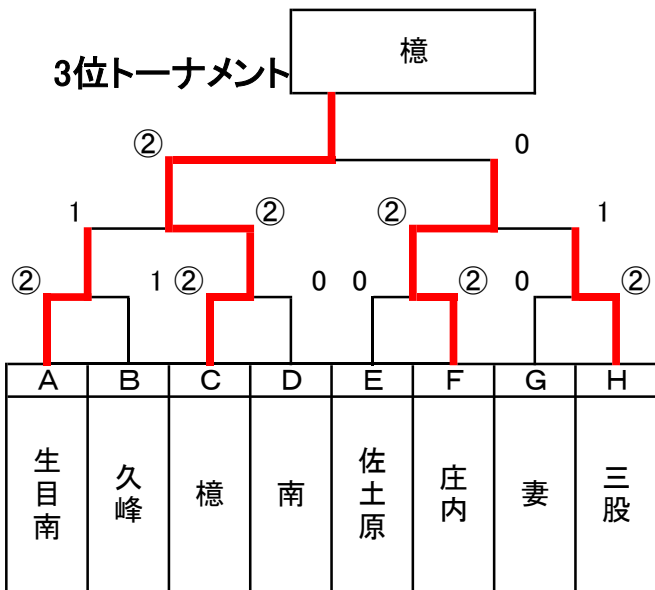 檍
3位トーナメント
② 0
1 ② ② 1
② 1 ② 0 0 ② 0 ②
A B C D E F G H
生目南 久峰 檍 南 佐土原 庄内 妻 三股